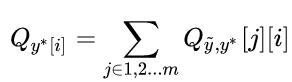 Q_{y^*[i]} = \sum_{j \in 1,2...m} Q_{\tilde{y},y^*}[j][i]